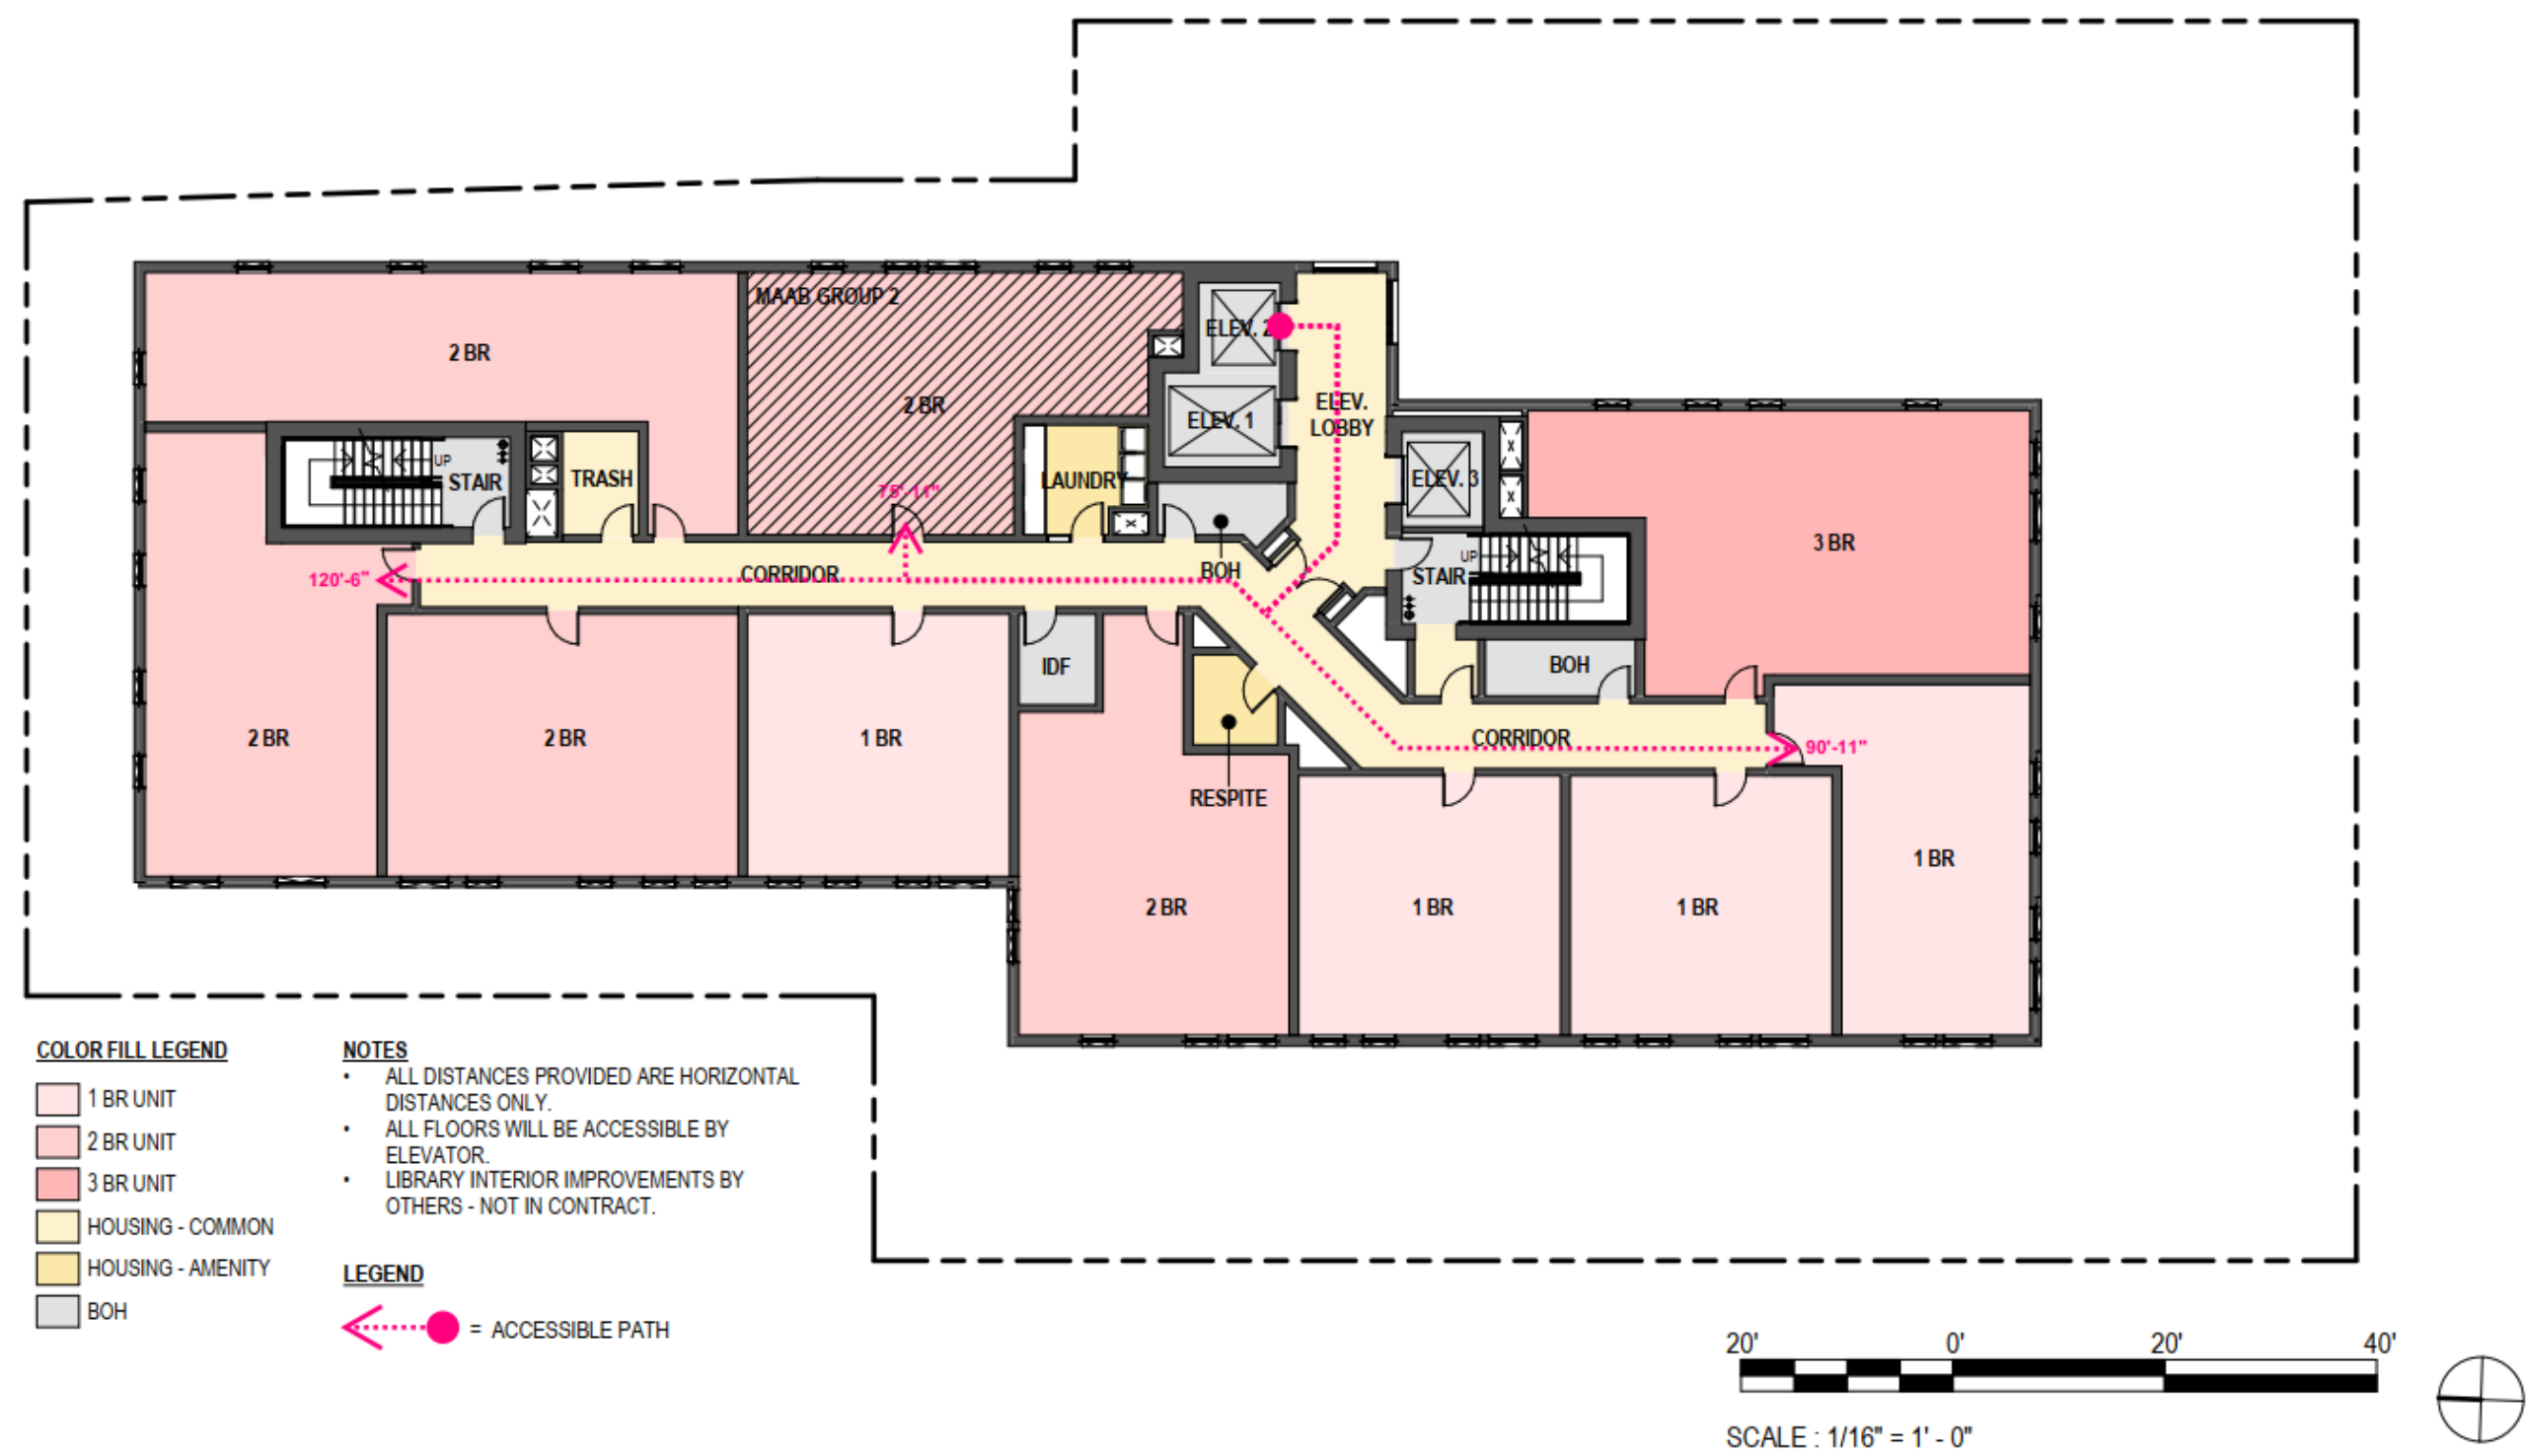 MAAB GROUP 2
2 BR
2 BR
ELEV. 2
ELEV. 1
ELEV.
LOBBY
ELEV. 3
UP
STAIR
TRASH
LAUNDRY
75'-11"
3 BR
120'-6"
CORRIDOR
BOH
UP
STAIR
IDF
BOH
2 BR
2 BR
1 BR
CORRIDOR
90'-11"
RESPITE
2 BR
1 BR
1 BR
1 BR
COLOR FILL LEGEND
1 BR UNIT
2 BR UNIT
3 BR UNIT
HOUSING - COMMON
HOUSING - AMENITY
BOH
NOTES
• ALL DISTANCES PROVIDED ARE HORIZONTAL
DISTANCES ONLY.
• ALL FLOORS WILL BE ACCESSIBLE BY
ELEVATOR.
• LIBRARY INTERIOR IMPROVEMENTS BY
OTHERS - NOT IN CONTRACT.
LEGEND
= ACCESSIBLE PATH
20' 0' 20' 40'
SCALE : 1/16" = 1' - 0"